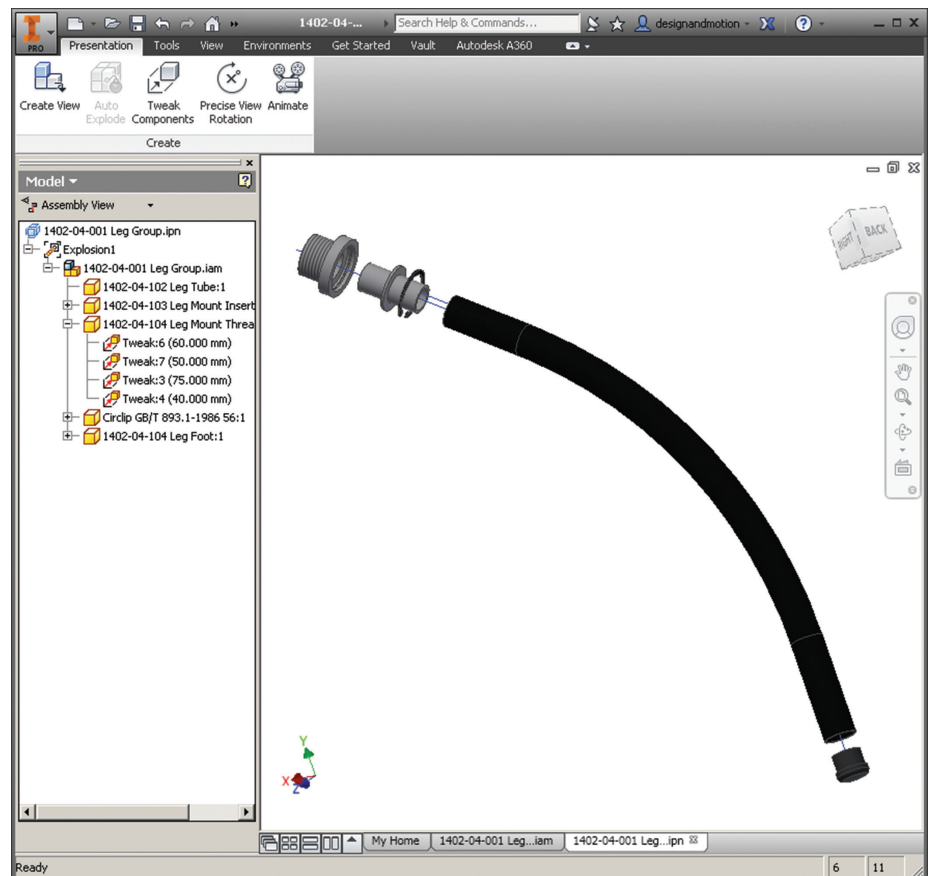 1402-04-...
Search Help & Commands...
designandmotion
?
PRO
Presentation
Tools
View
Environments
Get Started
Vault
Autodesk A360
Create View
Auto Explode
Tweak Components
Precise View Rotation
Animate
Create
Model
?
Assembly View
1402-04-001 Leg Group.ipn
Explosion1
1402-04-001 Leg Group.iam
1402-04-102 Leg Tube:1
1402-04-103 Leg Mount Insert
1402-04-104 Leg Mount Threa
Tweak:6 (60.000 mm)
Tweak:7 (50.000 mm)
Tweak:3 (75.000 mm)
Tweak:4 (40.000 mm)
Circlip GB/T 893.1-1986 56:1
1402-04-104 Leg Foot:1
RIGHT
BACK
Y
X
Z
My Home
1402-04-001 Leg...iam
1402-04-001 Leg...ipn
Ready
6
11